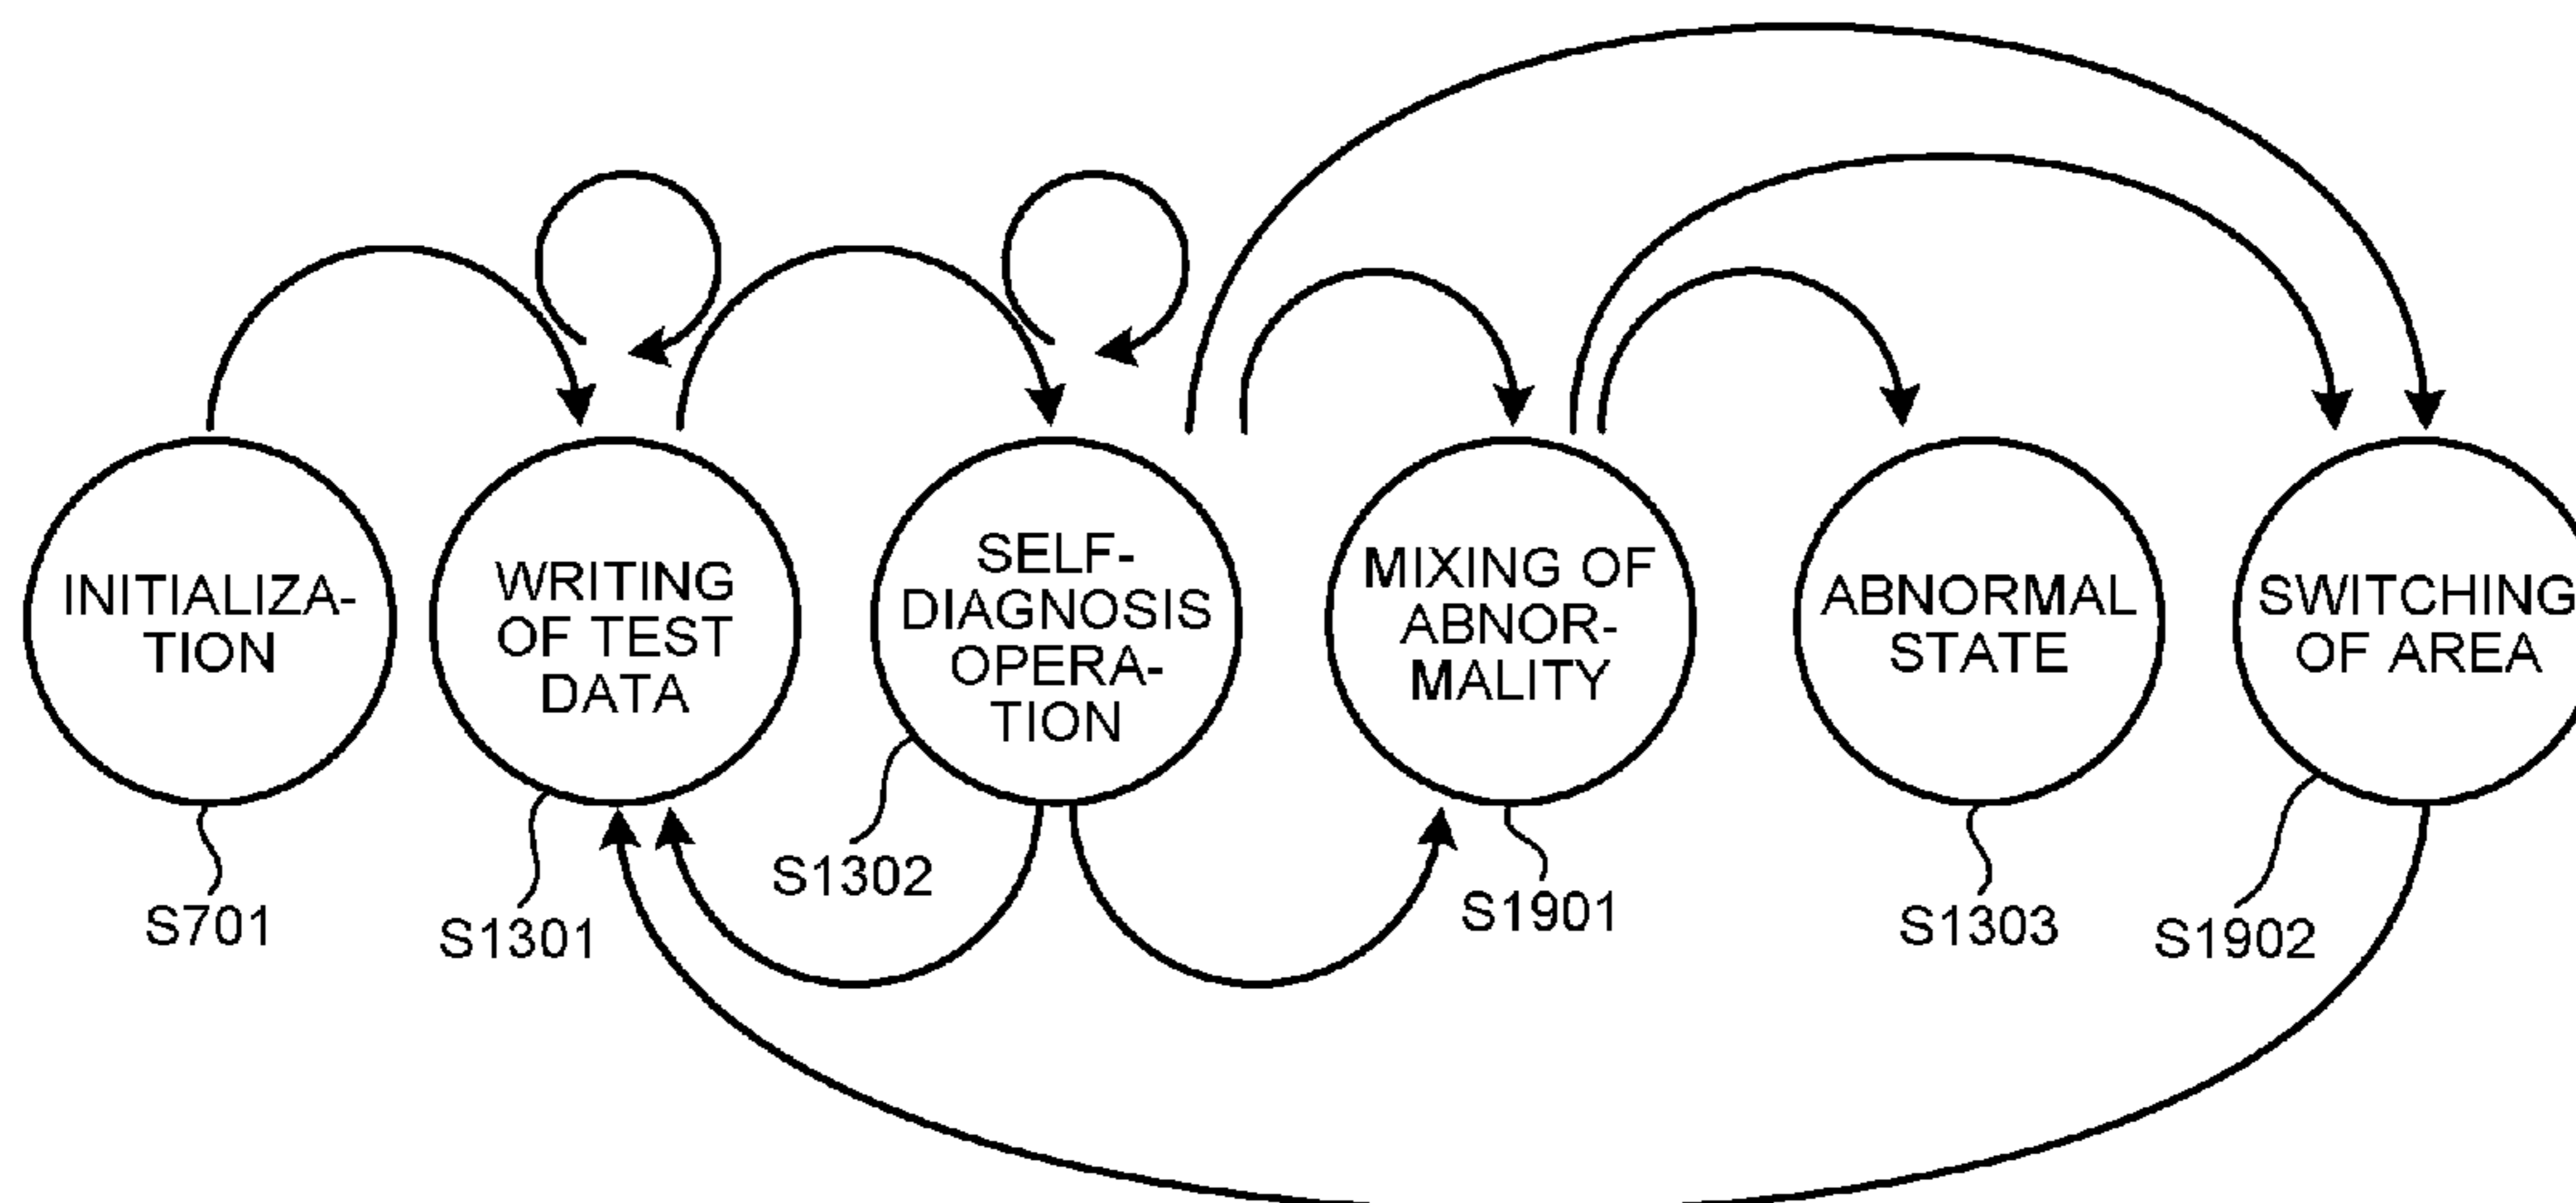 INITIALIZA-
TION
WRITING
OF TEST
DATA
SELF-
DIAGNOSIS
OPERA-
TION
MIXING OF
ABNOR-
MALITY
ABNORMAL
STATE
SWITCHING
OF AREA
S701
S1301
S1302
S1901
S1303
S1902